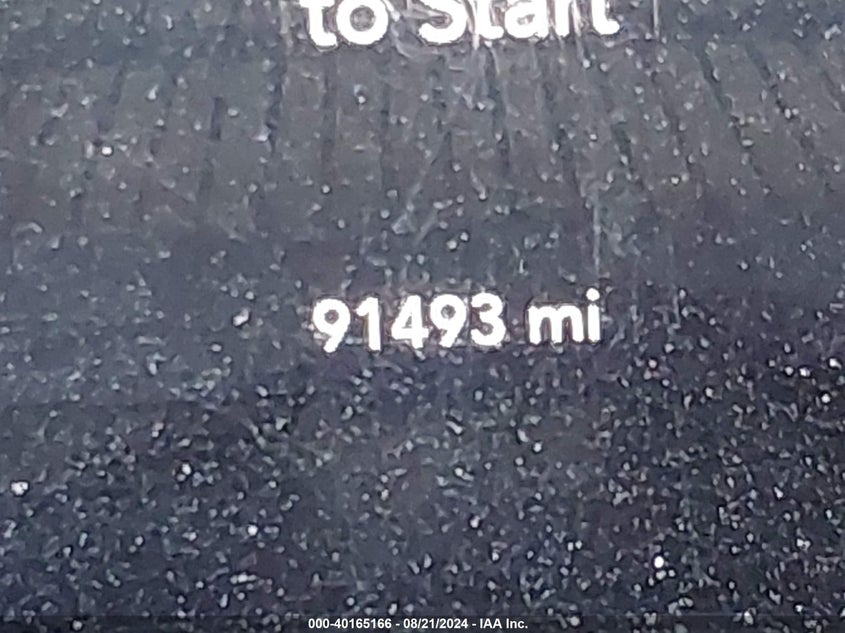 to Start
91493 mi
000-40165166 - 08/21/2024 - IAA Inc.